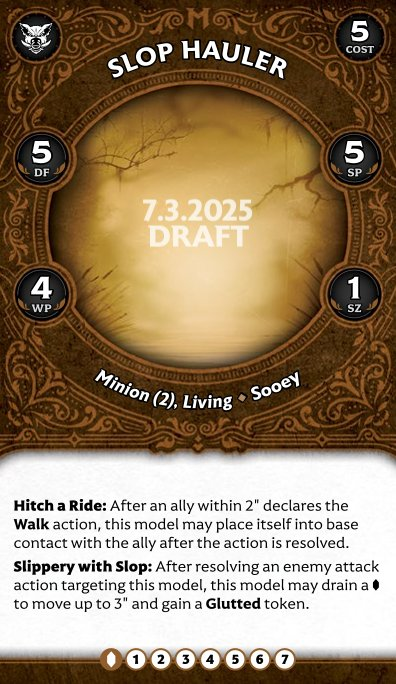 5
COST
SLOP HAULER
5
DF
5
SP
7.3.2025
DRAFT
4
WP
1
SZ
Minion (2), Living ◆ Sooey
Hitch a Ride: After an ally within 2" declares the
Walk action, this model may place itself into base
contact with the ally after the action is resolved.
Slippery with Slop: After resolving an enemy attack
action targeting this model, this model may drain a
to move up to 3" and gain a Glutted token.
1 2 3 4 5 6 7